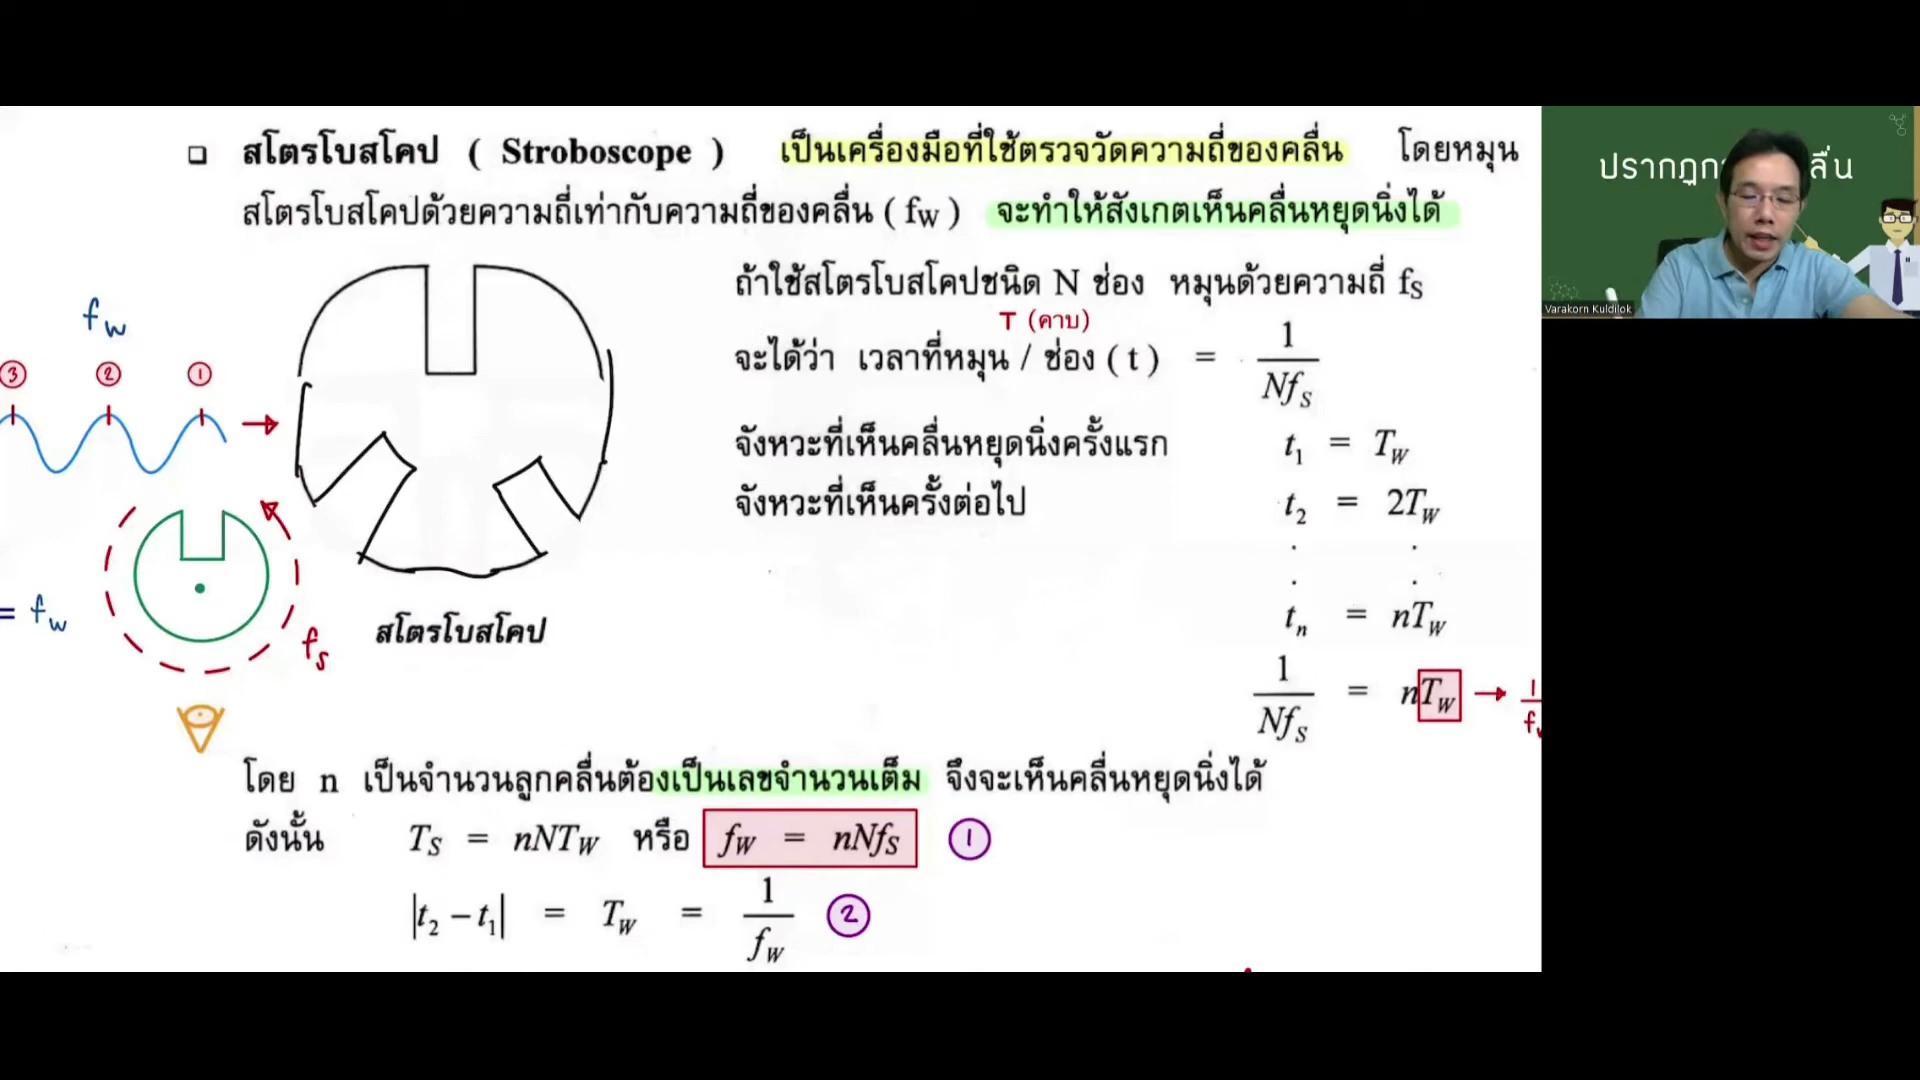 ❏ สโตรโบสโคป ( Stroboscope ) เป็นเครื่องมือที่ใช้ตรวจวัดความถี่ของคลื่น โดยหมุน
สโตรโบสโคปด้วยความถี่เท่ากับความถี่ของคลื่น ( fW ) จะทำให้สังเกตเห็นคลื่นหยุดนิ่งได้
ถ้าใช้สโตรโบสโคปชนิด N ช่อง หมุนด้วยความถี่ fS
T (คาบ)
จะได้ว่า เวลาที่หมุน / ช่อง ( t ) = 1/NfS
จังหวะที่เห็นคลื่นหยุดนิ่งครั้งแรก t1 = TW
จังหวะที่เห็นครั้งต่อไป t2 = 2TW
. .
. .
tn = nTW
1/NfS = nTW →
fw
③ ② ①
= fw
fs
สโตรโบสโคป
โดย n เป็นจำนวนลูกคลื่นต้องเป็นเลขจำนวนเต็ม จึงจะเห็นคลื่นหยุดนิ่งได้
ดังนั้น TS = nNTW หรือ fW = nNfS ①
|t2 – t1| = TW = 1/fW ②
Varakorn Kuldilok